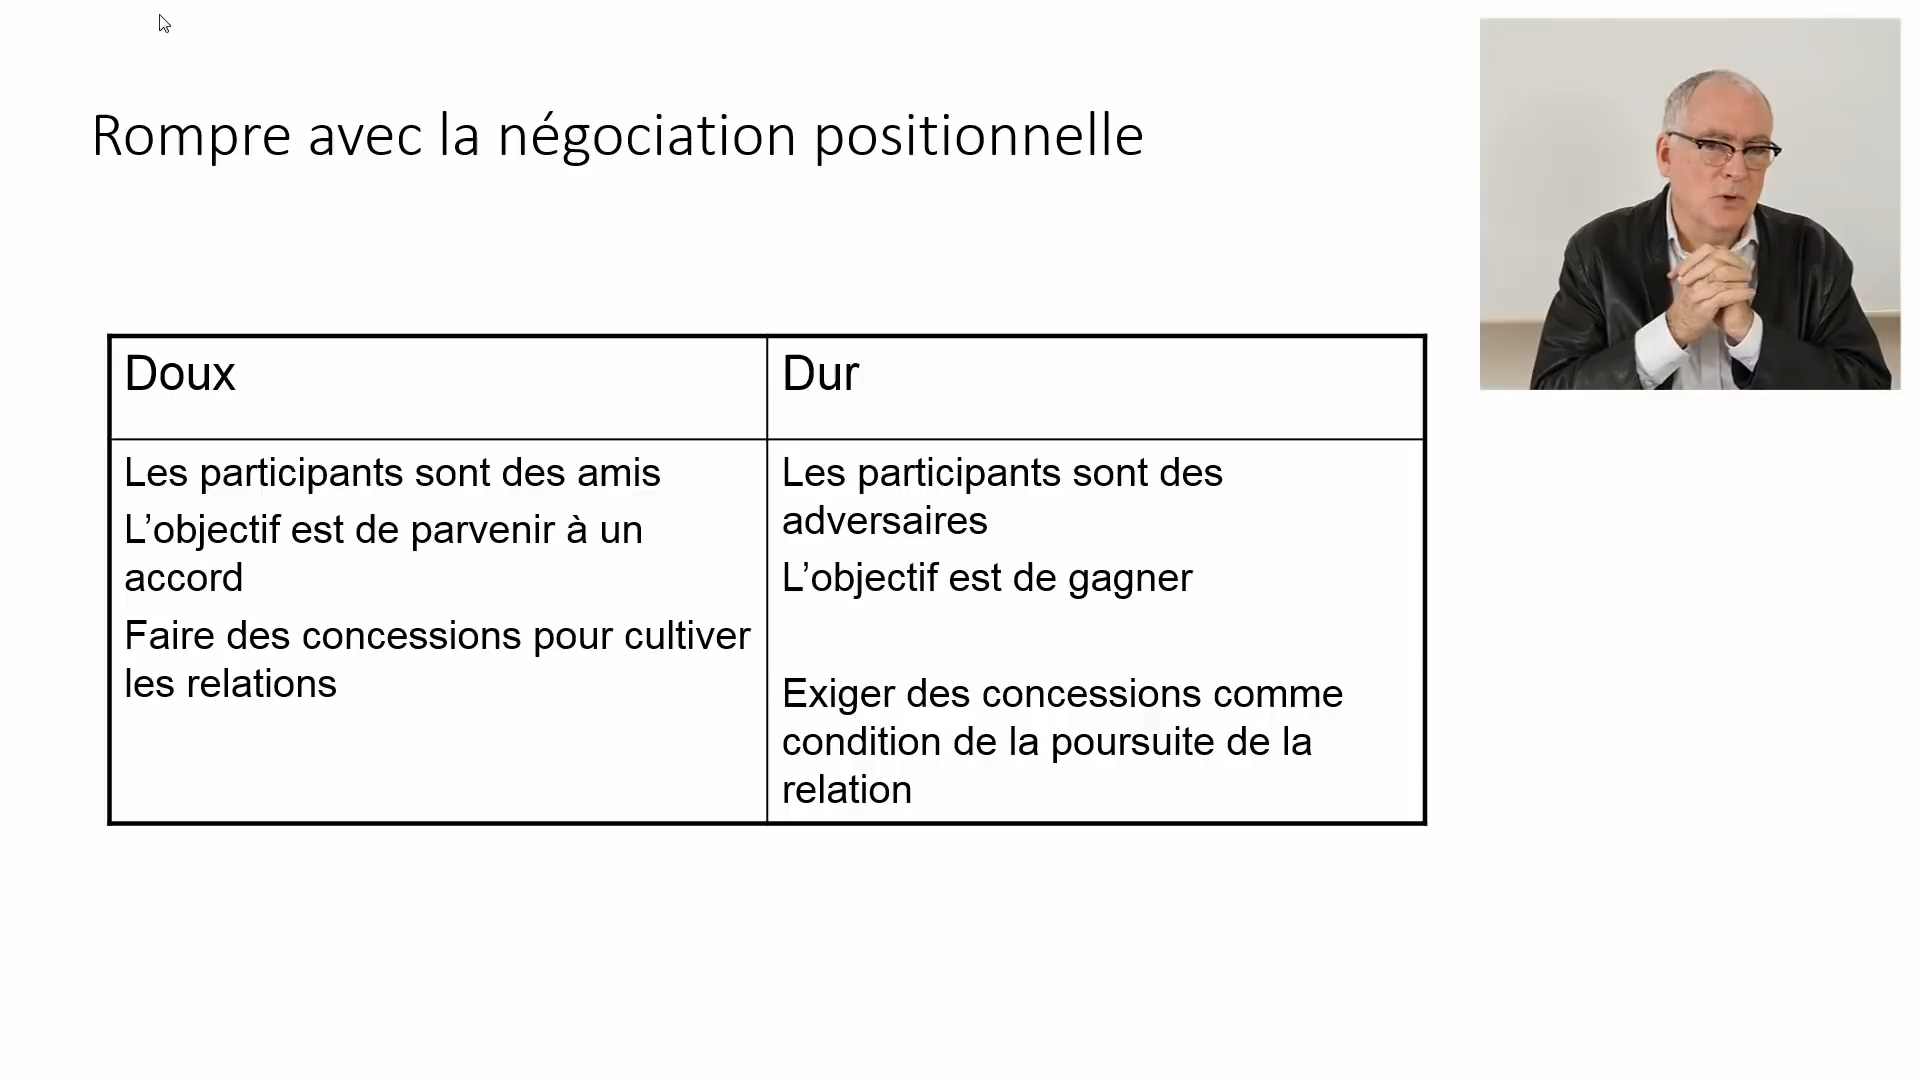 Rompre avec la négociation positionnelle
Doux
Dur
Les participants sont des amis
L’objectif est de parvenir à un
accord
Faire des concessions pour cultiver
les relations
Les participants sont des
adversaires
L’objectif est de gagner
Exiger des concessions comme
condition de la poursuite de la
relation